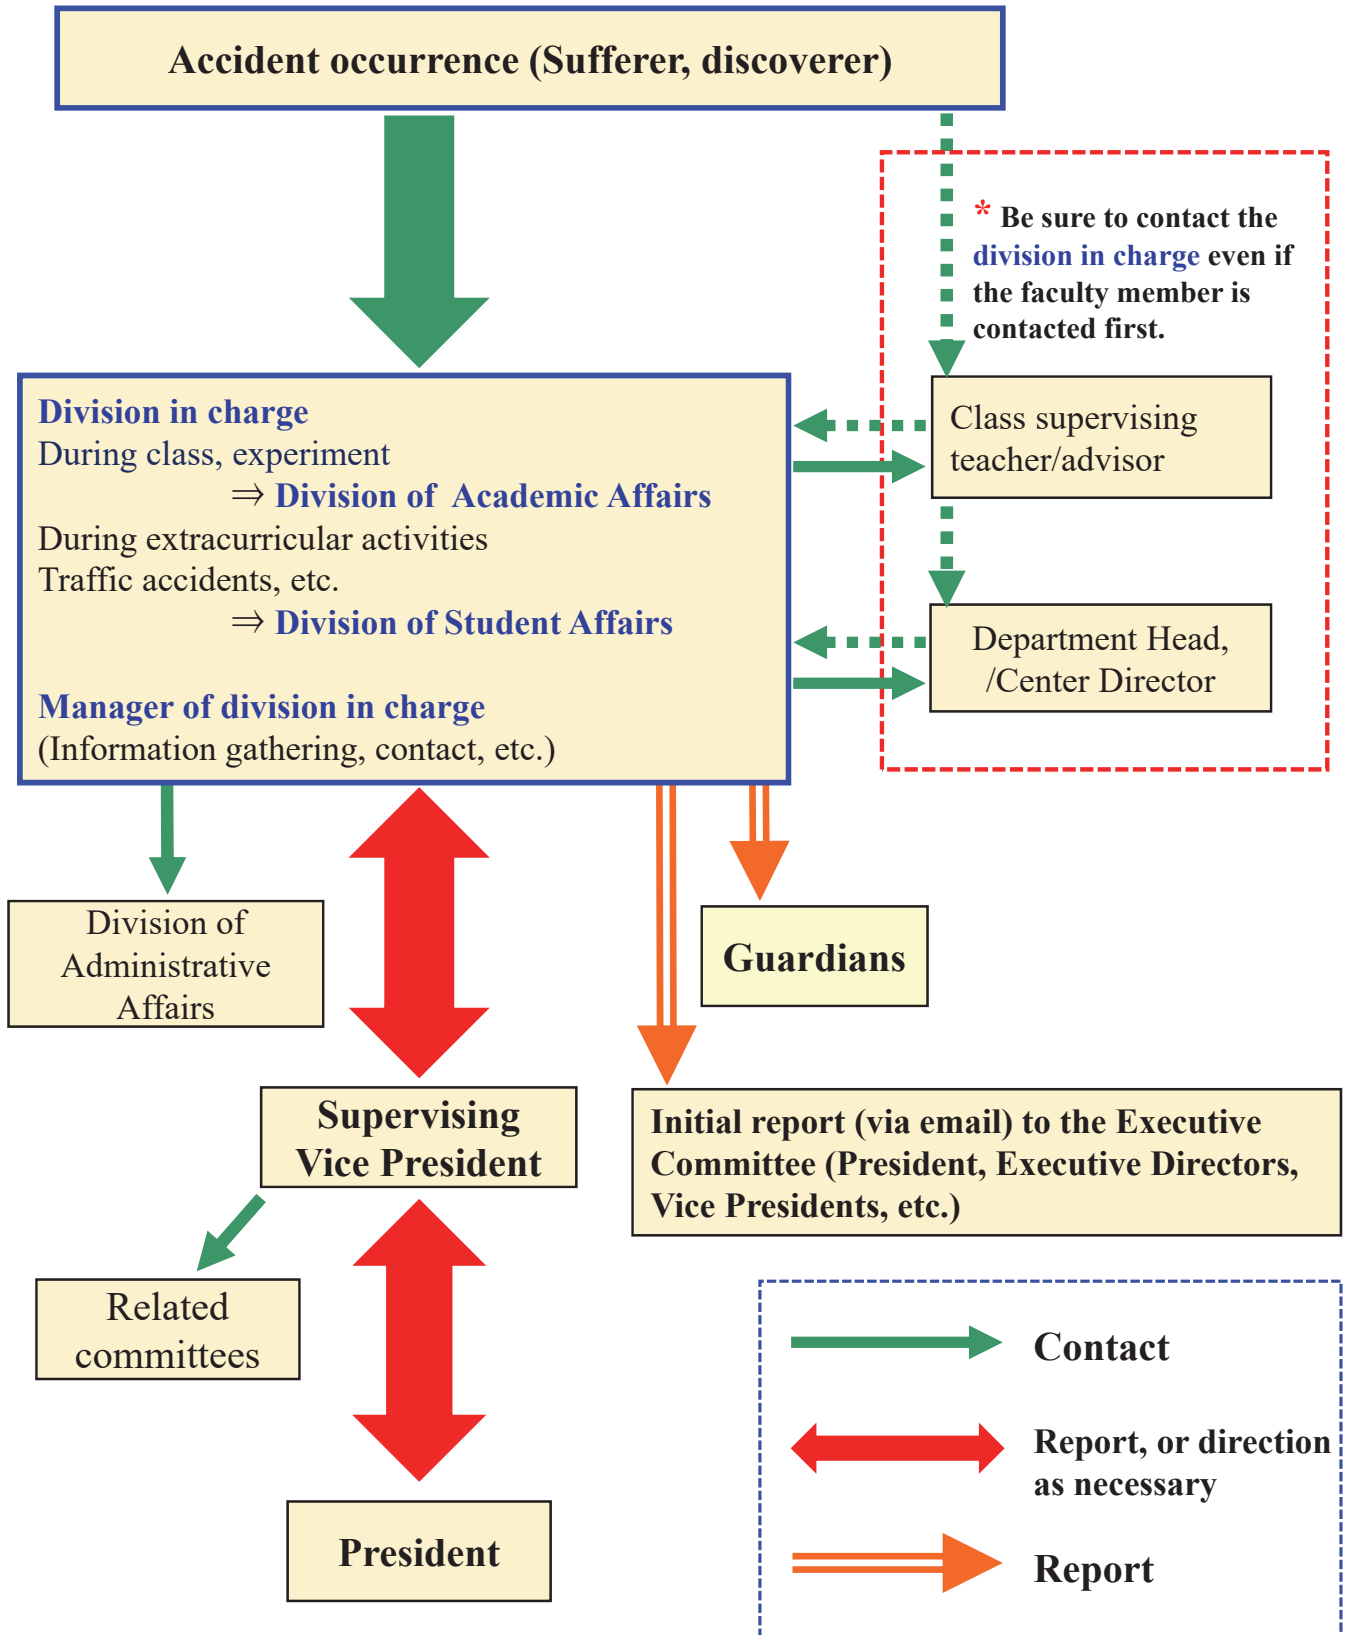 Accident occurrence (Sufferer, discoverer)
* Be sure to contact the
division in charge even if
the faculty member is
contacted first.
Division in charge
During class, experiment
⇒ Division of Academic Affairs
During extracurricular activities
Traffic accidents, etc.
⇒ Division of Student Affairs
Manager of division in charge
(Information gathering, contact, etc.)
Class supervising
teacher/advisor
Department Head,
/Center Director
Division of
Administrative
Affairs
Guardians
Supervising
Vice President
Initial report (via email) to the Executive
Committee (President, Executive Directors,
Vice Presidents, etc.)
Related
committees
President
Contact
Report, or direction
as necessary
Report